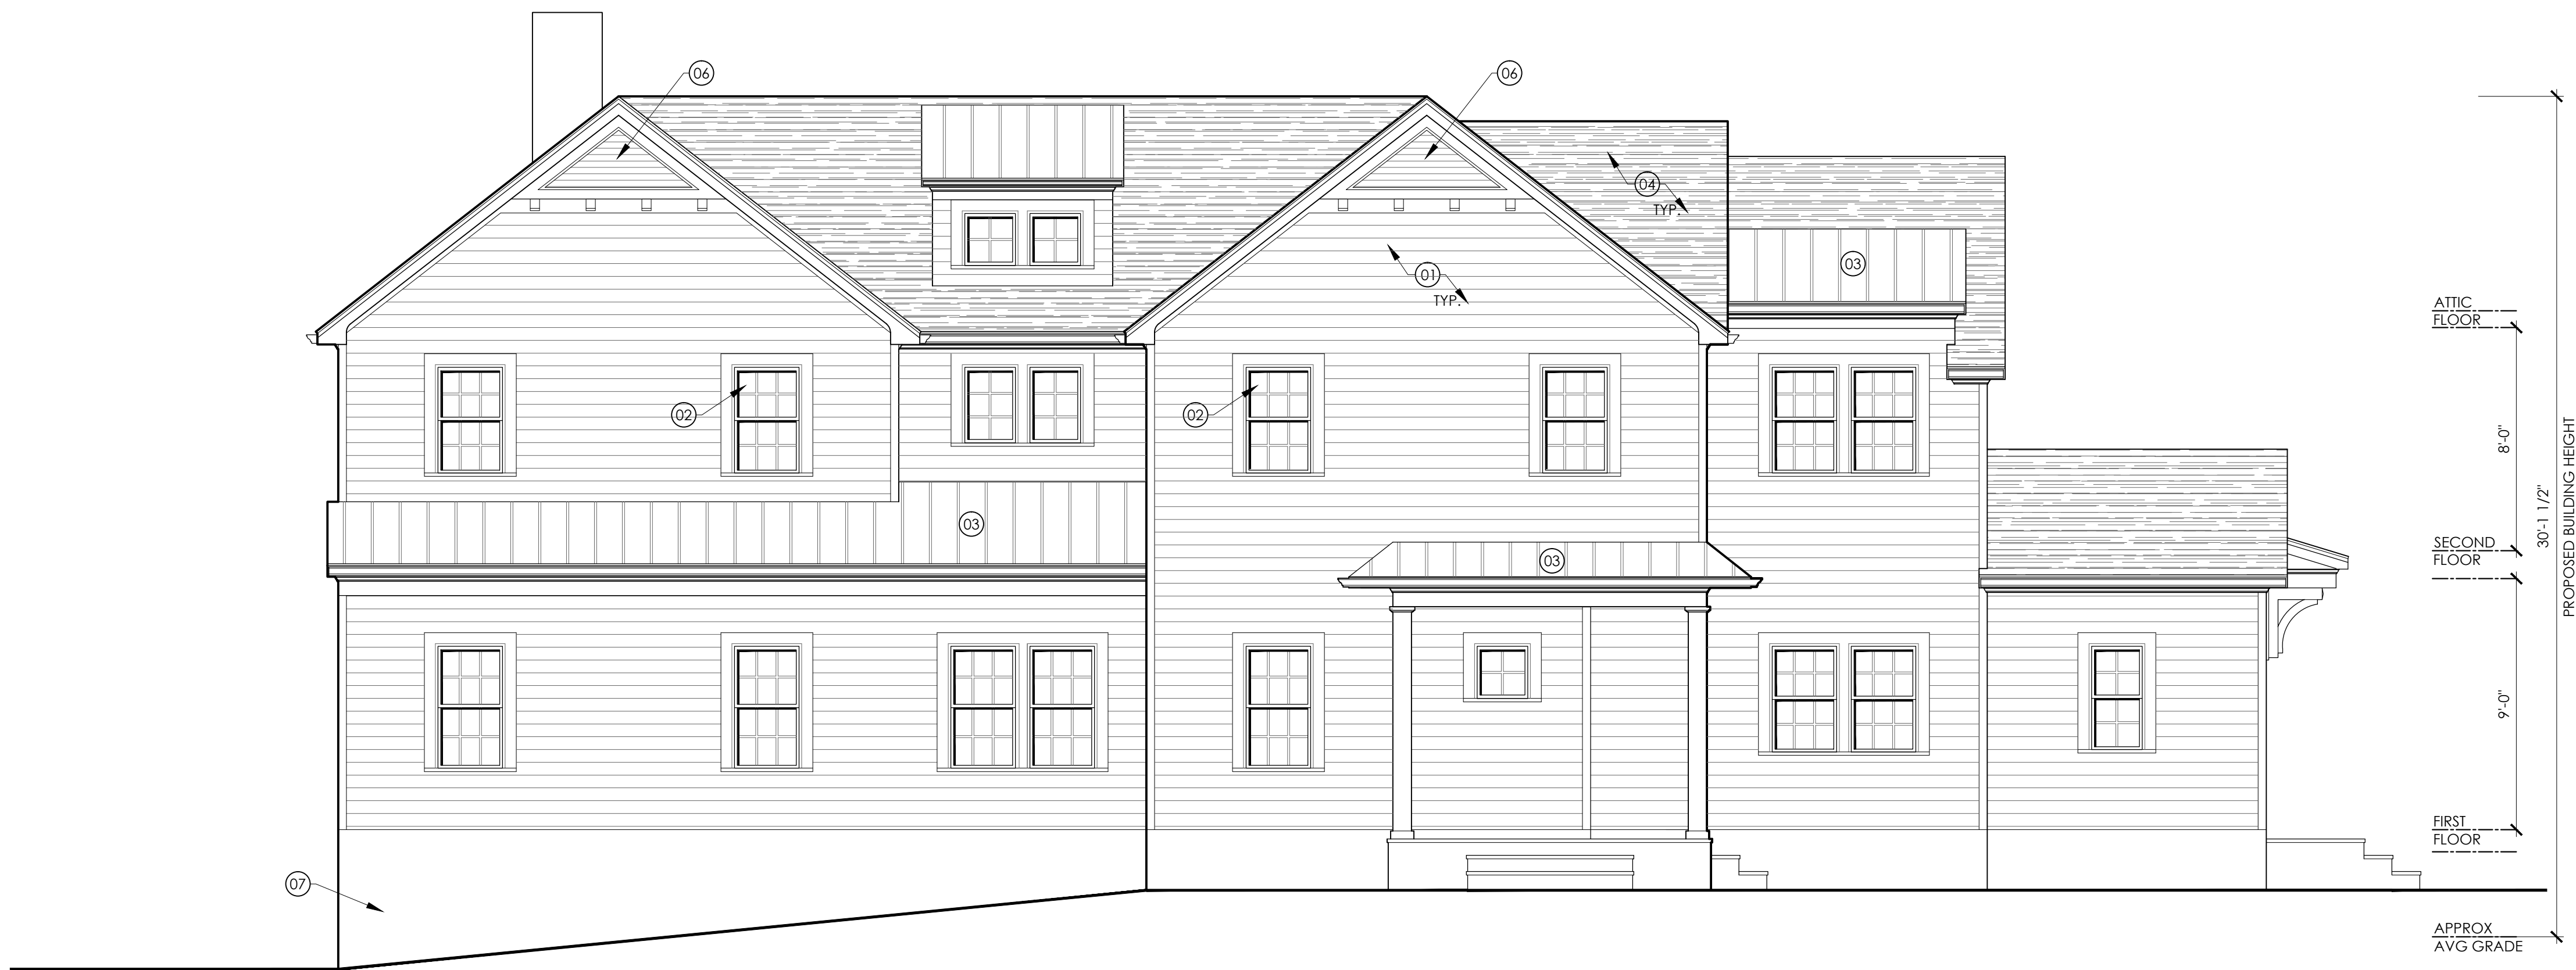 06
06
04
TYP.
03
01
TYP.
ATTIC
FLOOR
02
02
8'-0"
30'-1 1/2"
PROPOSED BUILDING HEIGHT
03
03
SECOND
FLOOR
9'-0"
FIRST
FLOOR
07
APPROX
AVG GRADE